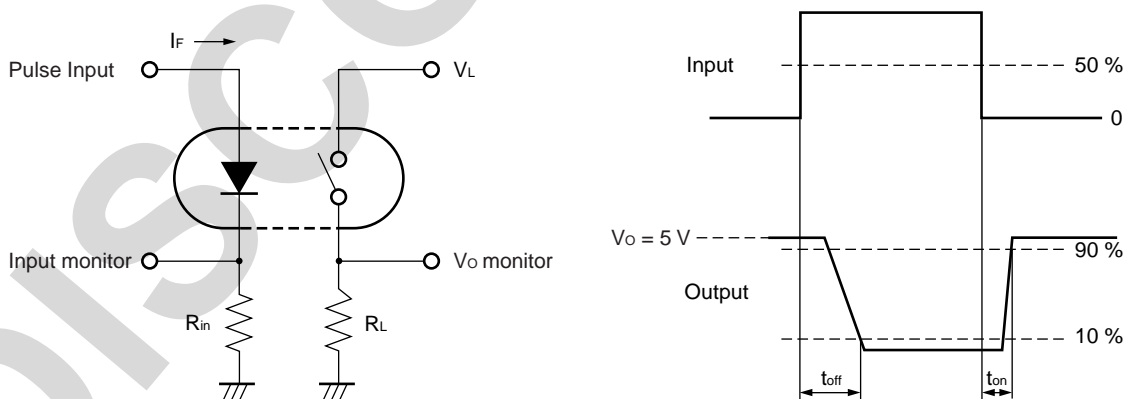 IF
Pulse Input
VL
Input monitor
VO monitor
Rin
RL
Input
50 %
0
VO = 5 V
90 %
Output
10 %
toff
ton
DISCO